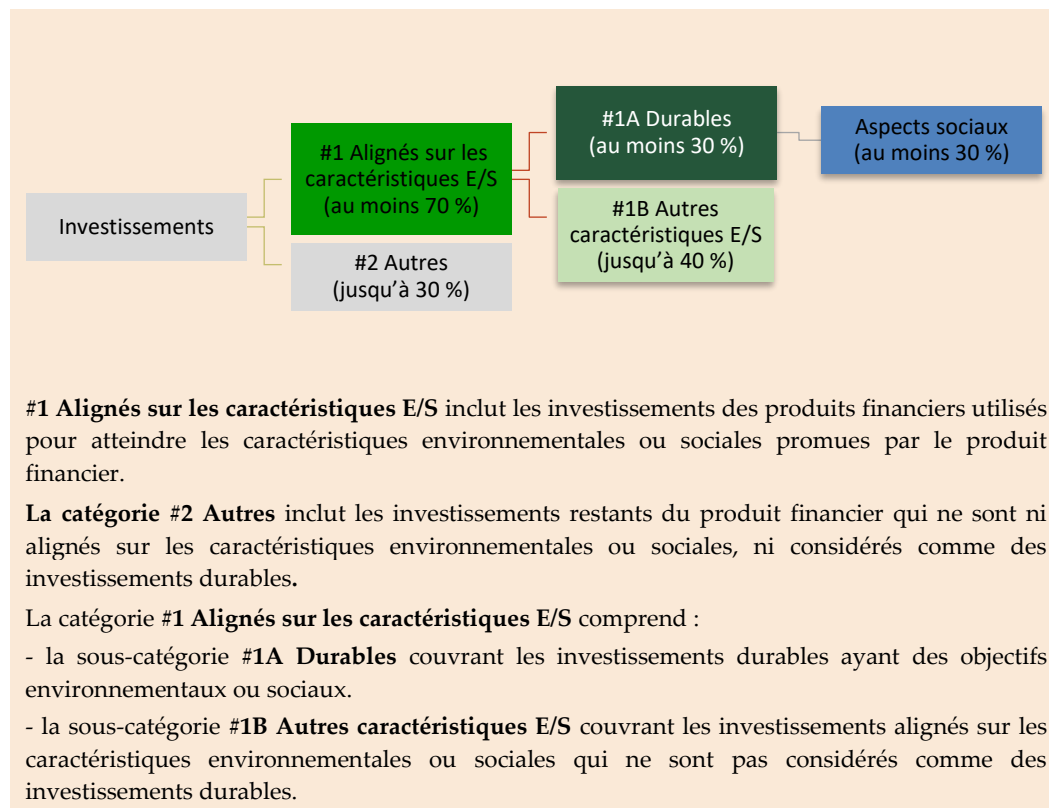 Investissements
#1 Alignés sur les
caractéristiques E/S
(au moins 70 %)
#2 Autres
(jusqu’à 30 %)
#1A Durables
(au moins 30 %)
#1B Autres
caractéristiques E/S
(jusqu’à 40 %)
Aspects sociaux
(au moins 30 %)
#1 Alignés sur les caractéristiques E/S inclut les investissements des produits financiers utilisés
pour atteindre les caractéristiques environnementales ou sociales promues par le produit
financier.
La catégorie #2 Autres inclut les investissements restants du produit financier qui ne sont ni
alignés sur les caractéristiques environnementales ou sociales, ni considérés comme des
investissements durables.
La catégorie #1 Alignés sur les caractéristiques E/S comprend :
- la sous-catégorie #1A Durables couvrant les investissements durables ayant des objectifs
environnementaux ou sociaux.
- la sous-catégorie #1B Autres caractéristiques E/S couvrant les investissements alignés sur les
caractéristiques environnementales ou sociales qui ne sont pas considérés comme des
investissements durables.